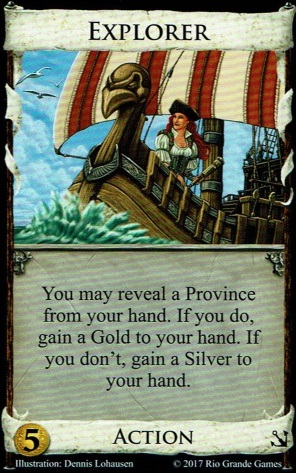 EXPLORER
You may reveal a Province
from your hand. If you do,
gain a Gold to your hand. If
you don't, gain a Silver to
your hand.
5 ACTION
Illustration: Dennis Lohausen © 2017 Rio Grande Games